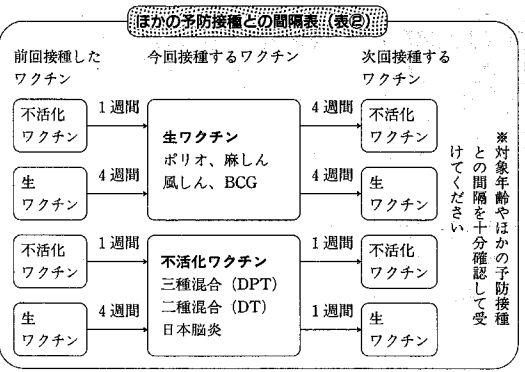 ほかの予防接種との間隔表(表②)
前回接種した
ワクチン
今回接種するワクチン
次回接種する
ワクチン
不活化
ワクチン
1週間
生
ワクチン
4週間
生ワクチン
ポリオ、麻しん
風しん、BCG
4週間
不活化
ワクチン
4週間
生
ワクチン
不活化
ワクチン
1週間
生
ワクチン
4週間
不活化ワクチン
三種混合(DPT)
二種混合(DT)
日本脳炎
1週間
不活化
ワクチン
1週間
生
ワクチン
※対象年齢やほかの予防接種
との間隔を十分確認して受
けてください